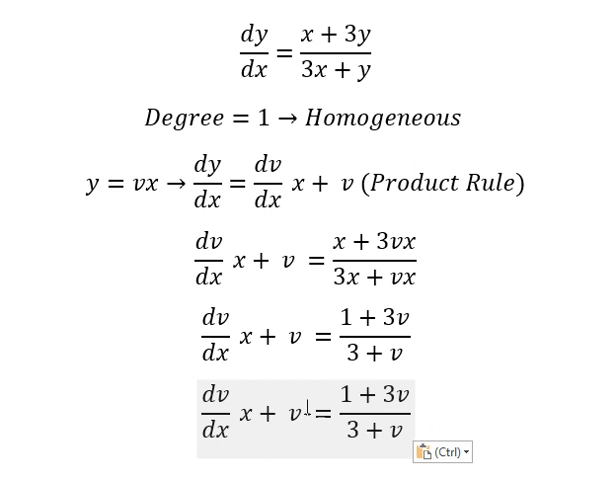 dy/dx = (x + 3y)/(3x + y)
Degree = 1 → Homogeneous
y = vx → dy/dx = dv/dx x + v (Product Rule)
dv/dx x + v = (x + 3vx)/(3x + vx)
dv/dx x + v = (1 + 3v)/(3 + v)
dv/dx x + v = (1 + 3v)/(3 + v)
(Ctrl)